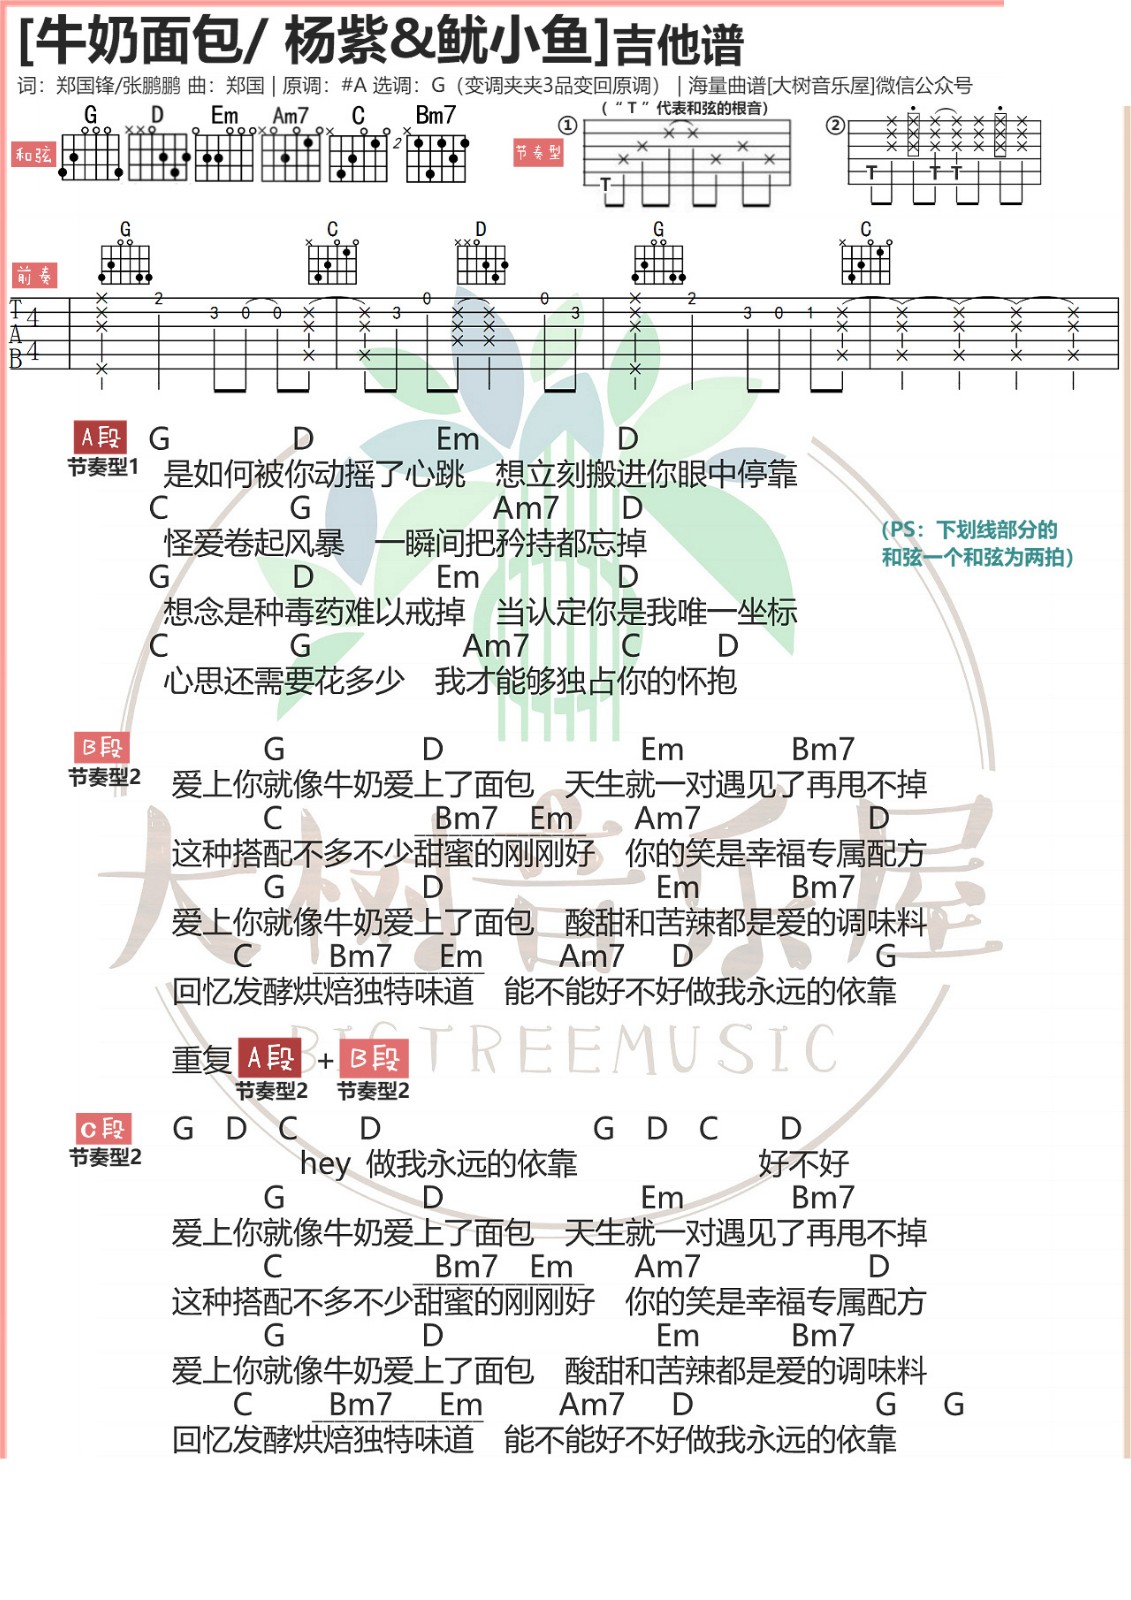 [牛奶面包/ 杨紫&鱿小鱼]吉他谱
词：郑国锋/张鹏鹏 曲：郑国 | 原调：#A 选调：G（变调夹夹3品变回原调） | 海量曲谱[大树音乐屋]微信公众号
和弦 G D Em Am7 C 2 Bm7 节奏型 ① （“ T ”代表和弦的根音） ②
T T T T
前奏 G C D G C
T A B 4 4 2 3 0 0 3 0 0 3 2 3 0 1
A段 G D Em D
节奏型1 是如何被你动摇了心跳 想立刻搬进你眼中停靠
C G Am7 D
怪爱卷起风暴 一瞬间把矜持都忘掉
（PS：下划线部分的
和弦一个和弦为两拍）
G D Em D
想念是种毒药难以戒掉 当认定你是我唯一坐标
C G Am7 C D
心思还需要花多少 我才能够独占你的怀抱
B段 G D Em Bm7
节奏型2 爱上你就像牛奶爱上了面包 天生就一对遇见了再甩不掉
C Bm7 Em Am7 D
这种搭配不多不少甜蜜的刚刚好 你的笑是幸福专属配方
G D Em Bm7
爱上你就像牛奶爱上了面包 酸甜和苦辣都是爱的调味料
C Bm7 Em Am7 D G
回忆发酵烘焙独特味道 能不能好不好做我永远的依靠
大树音乐屋
BIGTREEMUSIC
重复 A段 + B段
节奏型2 节奏型2
C段 G D C D G D C D
节奏型2 hey 做我永远的依靠 好不好
G D Em Bm7
爱上你就像牛奶爱上了面包 天生就一对遇见了再甩不掉
C Bm7 Em Am7 D
这种搭配不多不少甜蜜的刚刚好 你的笑是幸福专属配方
G D Em Bm7
爱上你就像牛奶爱上了面包 酸甜和苦辣都是爱的调味料
C Bm7 Em Am7 D G G
回忆发酵烘焙独特味道 能不能好不好做我永远的依靠